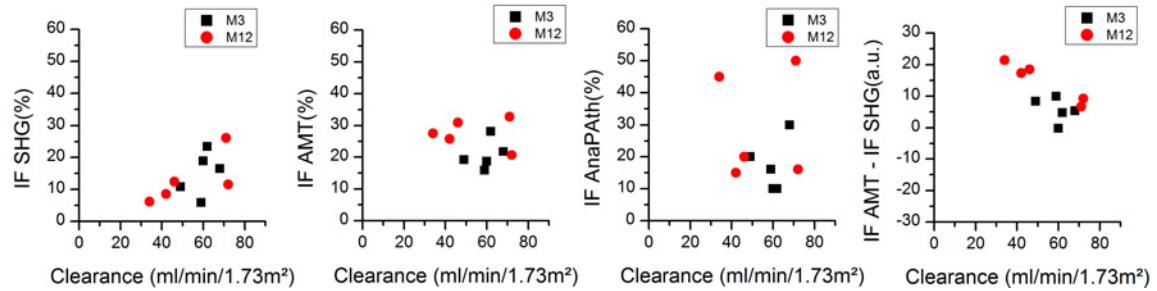 M3
M12
IF SHG(%)
60
50
40
30
20
10
0
0 20 40 60 80
Clearance (ml/min/1.73m²)
M3
M12
IF AMT(%)
60
50
40
30
20
10
0
0 20 40 60 80
Clearance (ml/min/1.73m²)
M3
M12
IF AnaPAth(%)
60
50
40
30
20
10
0
0 20 40 60 80
Clearance (ml/min/1.73m²)
M3
M12
IF AMT - IF SHG(a.u.)
30
20
10
0
-10
-20
-30
0 20 40 60 80
Clearance (ml/min/1.73m²)